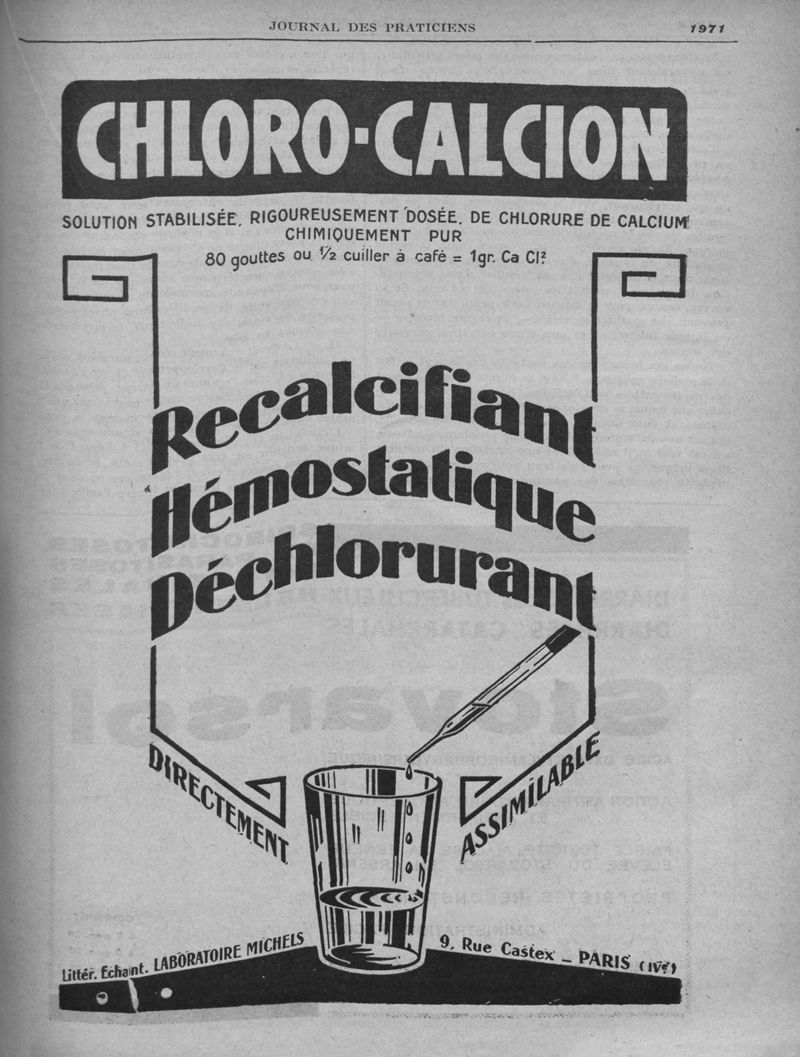 JOURNAL DES PRATICIENS
1971
CHLORO-CALCION
SOLUTION STABILISÉE, RIGOUREUSEMENT DOSÉE, DE CHLORURE DE CALCIUM
CHIMIQUEMENT PUR
80 gouttes ou 1/2 cuiller à café = 1gr. Ca Cl²
Recalcifiant
Hémostatique
Déchlorurant
DIRECTEMENT
ASSIMILABLE
Littér. Échant. LABORATOIRE MICHELS
9, Rue Castex _ PARIS (IVe)